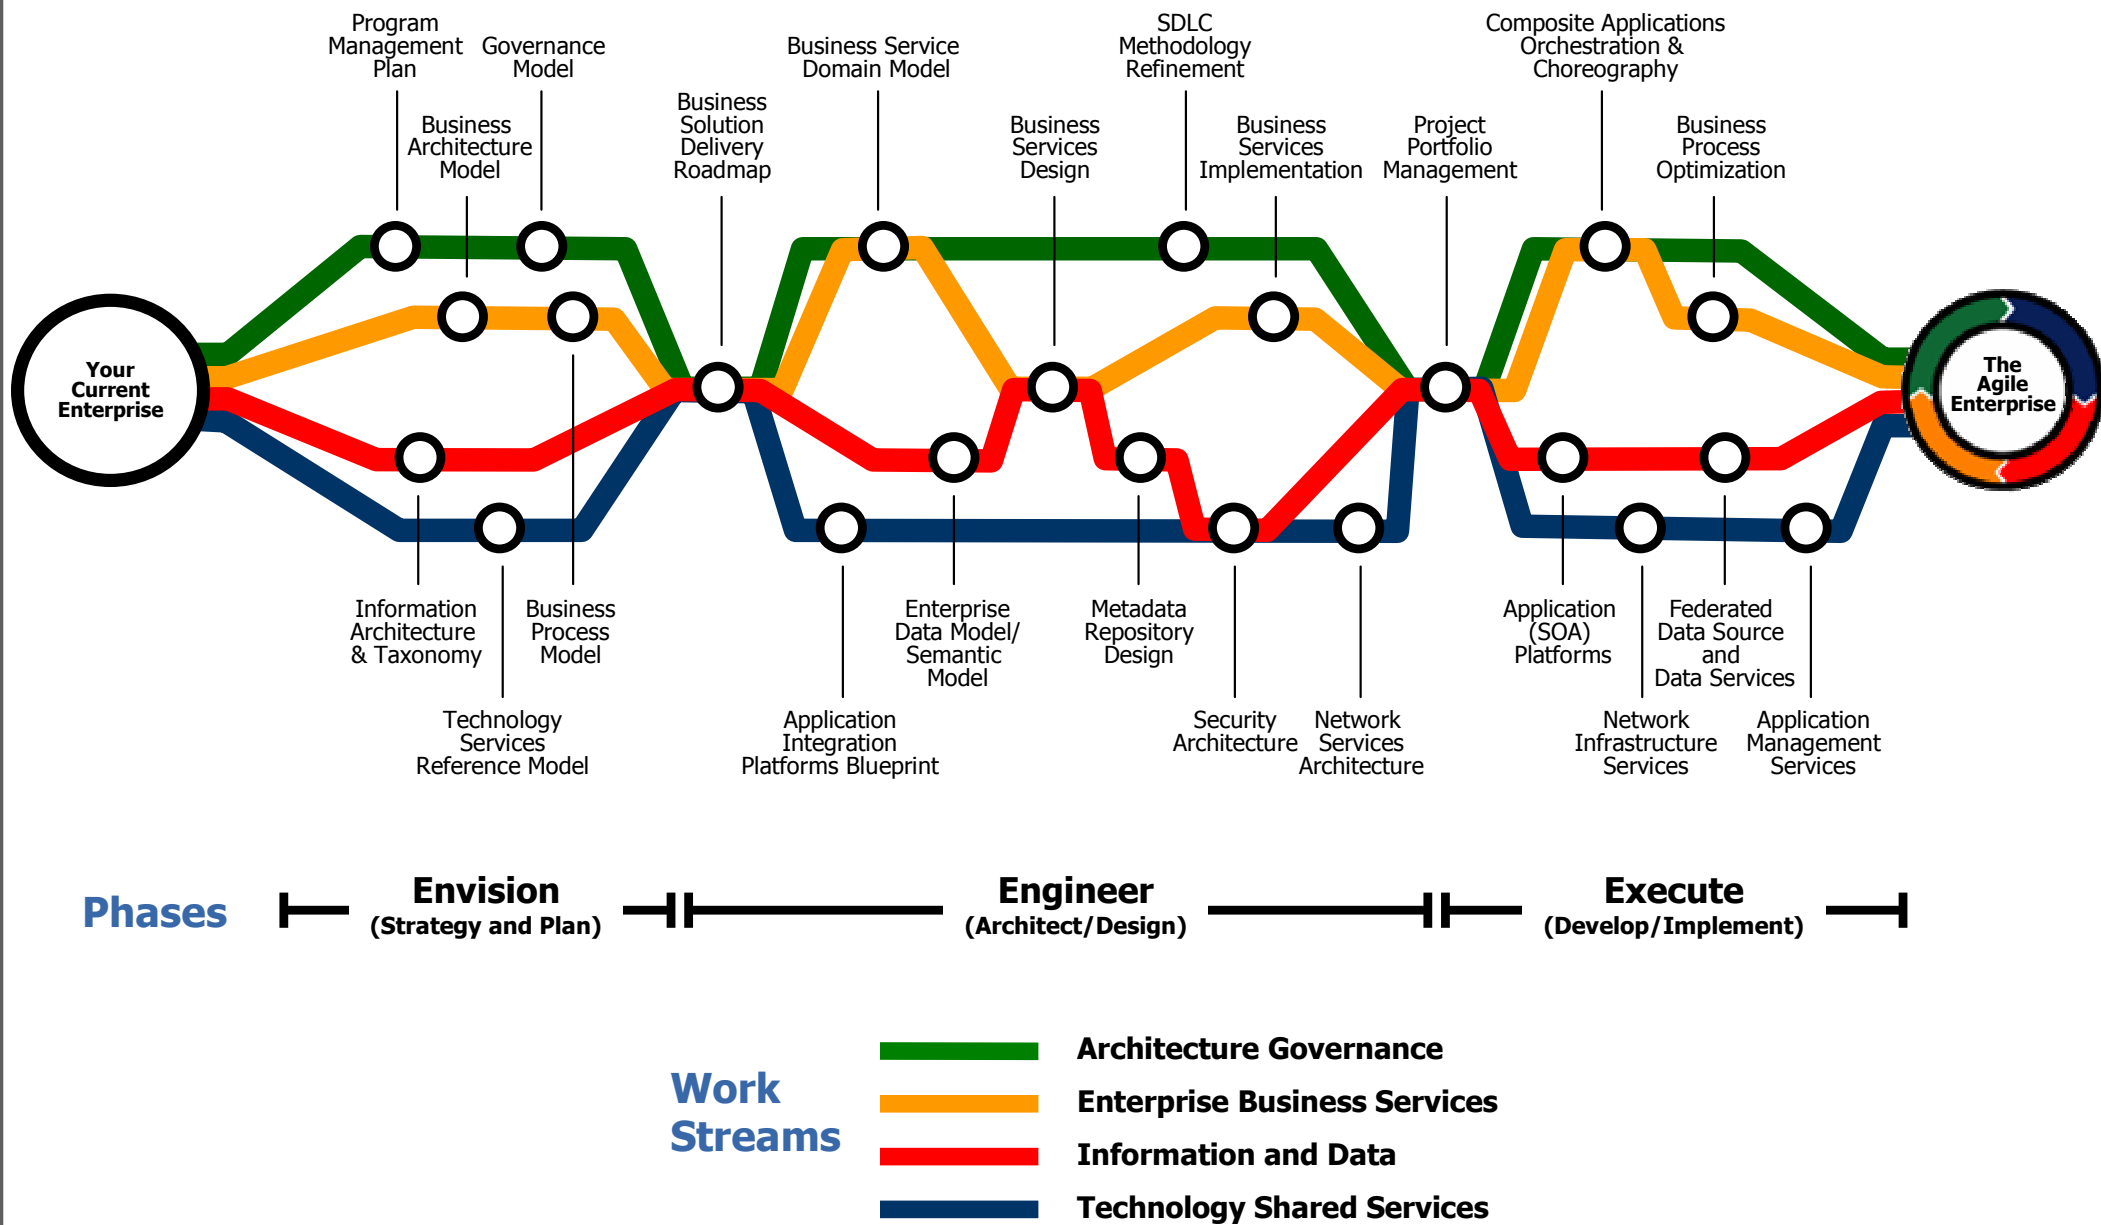 Program
Management
Plan
Governance
Model
Business Service
Domain Model
SDLC
Methodology
Refinement
Composite Applications
Orchestration &
Choreography
Business
Architecture
Model
Business
Solution
Delivery
Roadmap
Business
Services
Design
Business
Services
Implementation
Project
Portfolio
Management
Business
Process
Optimization
Your
Current
Enterprise
The
Agile
Enterprise
Information
Architecture
& Taxonomy
Business
Process
Model
Enterprise
Data Model/
Semantic
Model
Metadata
Repository
Design
Application
(SOA)
Platforms
Federated
Data Source
and
Data Services
Technology
Services
Reference Model
Application
Integration
Platforms Blueprint
Security
Architecture
Network
Services
Architecture
Network
Infrastructure
Services
Application
Management
Services
Phases
Envision
(Strategy and Plan)
Engineer
(Architect/Design)
Execute
(Develop/Implement)
Work
Streams
Architecture Governance
Enterprise Business Services
Information and Data
Technology Shared Services